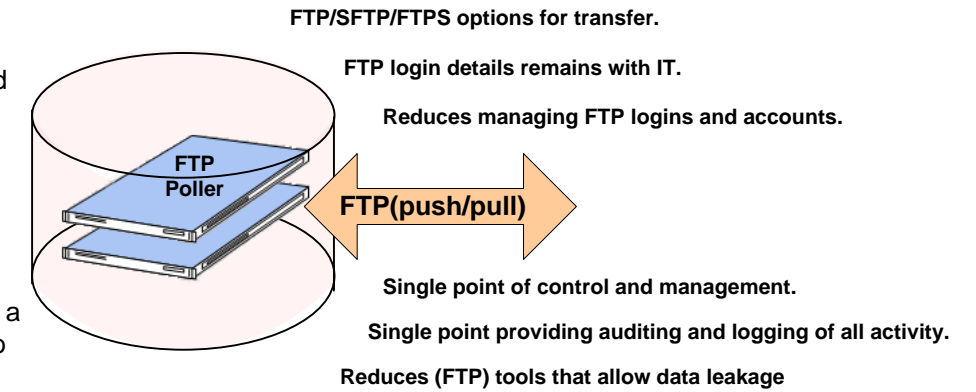 FTP/SFTP/FTPS options for transfer.
FTP login details remains with IT.
Reduces managing FTP logins and accounts.
FTP
Poller
FTP(push/pull)
Single point of control and management.
a
Single point providing auditing and logging of all activity.
Reduces (FTP) tools that allow data leakage